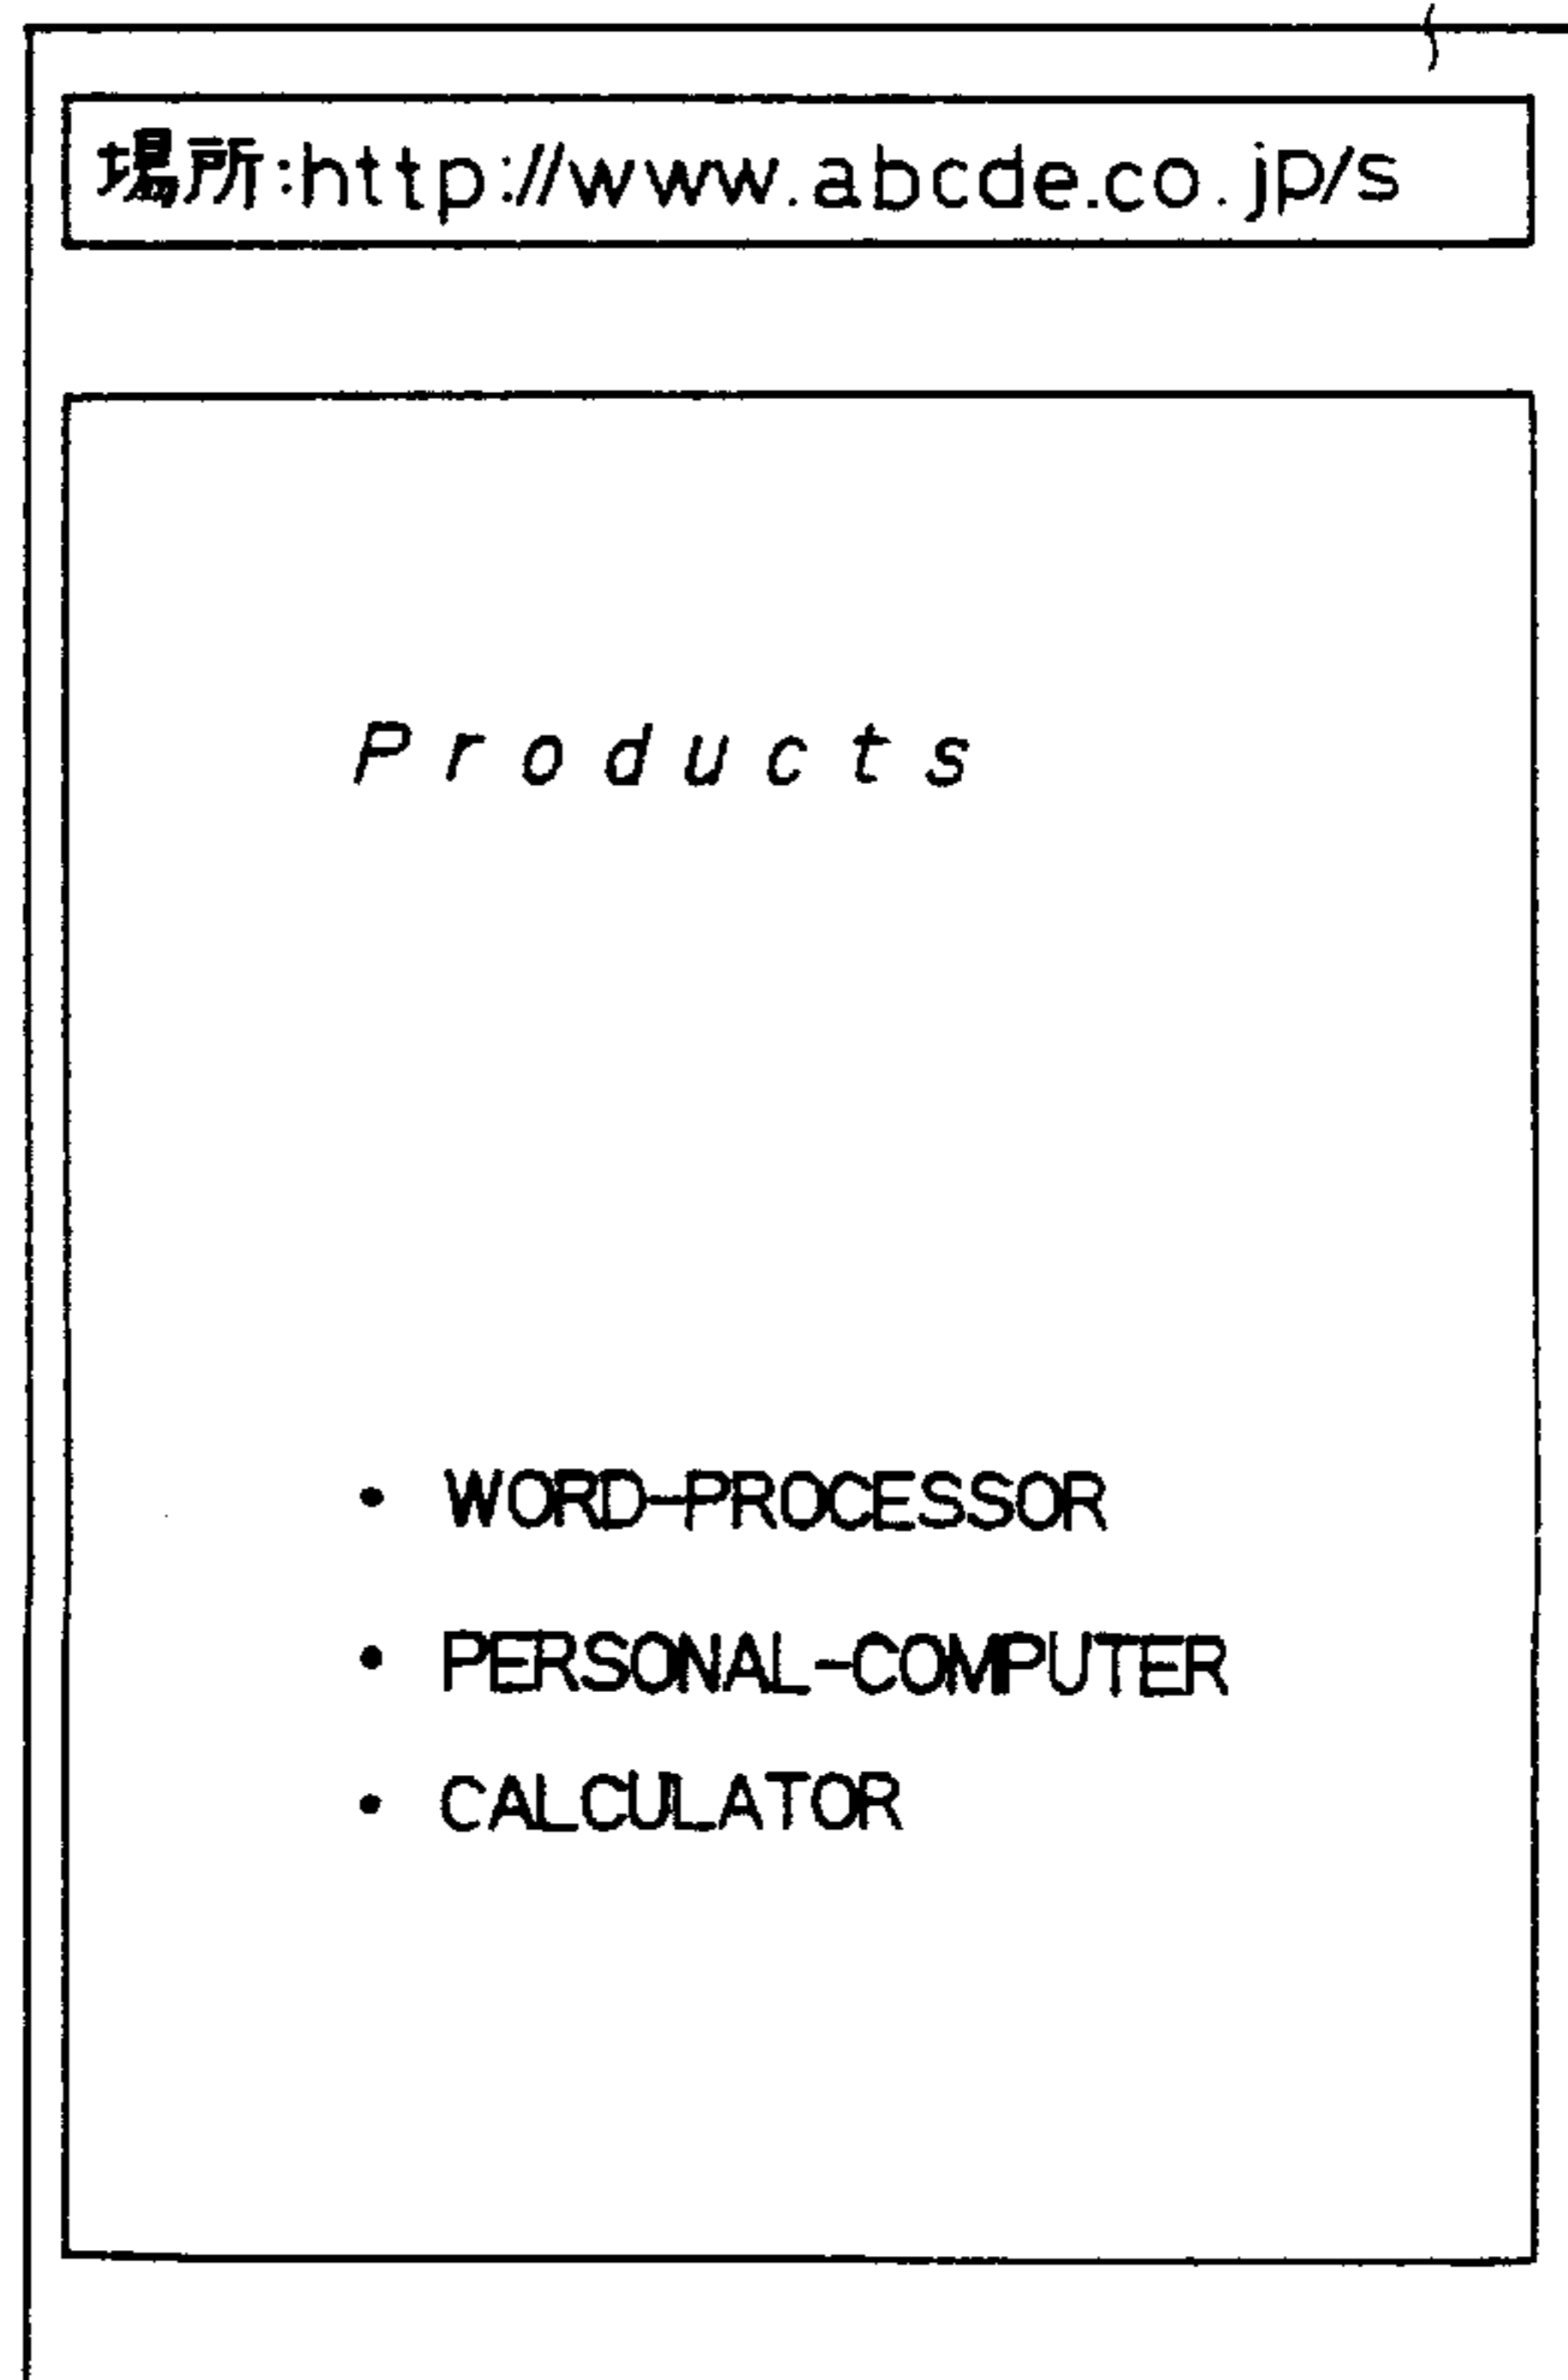 場所:http://www.abcde.co.jp/s
Products
• WORD-PROCESSOR
• PERSONAL-COMPUTER
• CALCULATOR